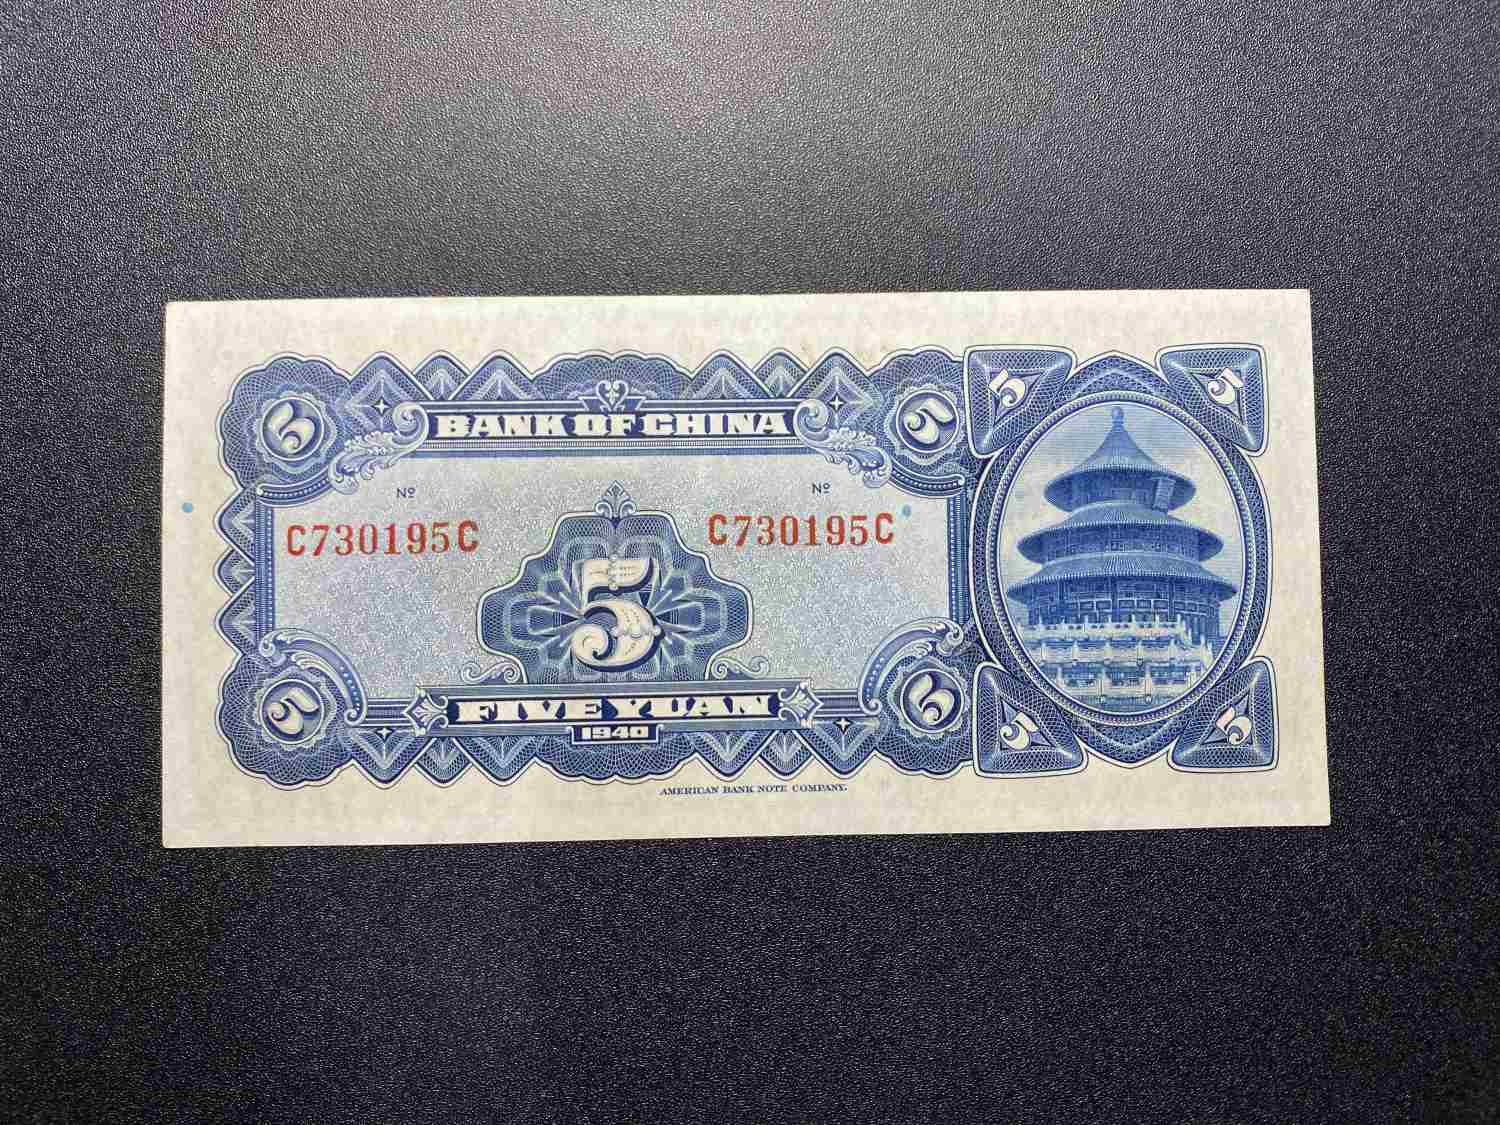 5 BANK OF CHINA 5 5 5
Nº Nº
C730195C C730195C
5
5 FIVE YUAN 5 5 5
1940
AMERICAN BANK NOTE COMPANY.